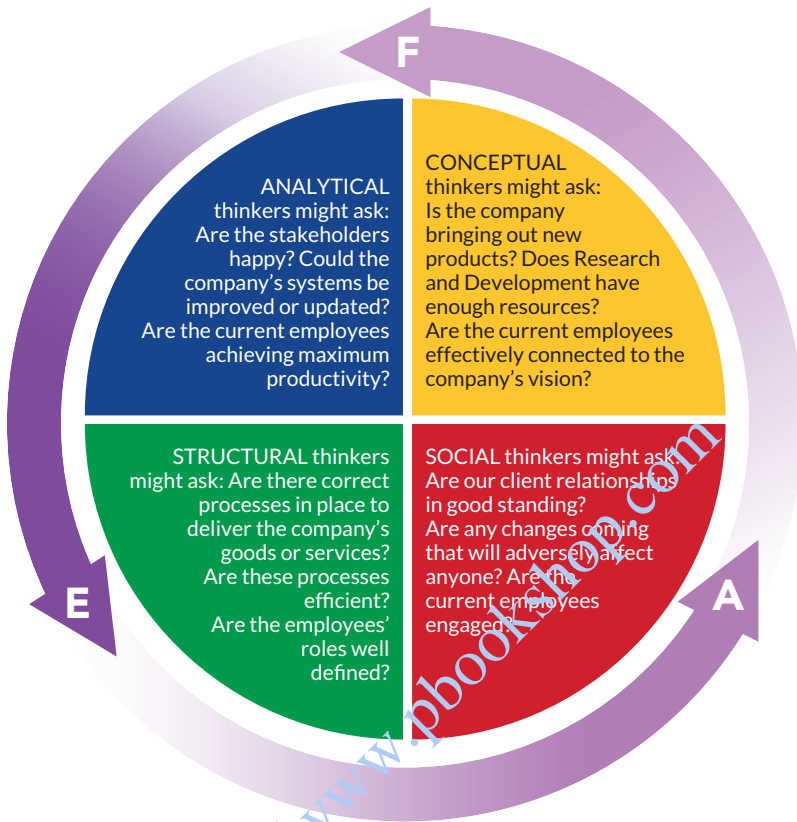 F
ANALYTICAL
thinkers might ask:
Are the stakeholders
happy? Could the
company’s systems be
improved or updated?
Are the current employees
achieving maximum
productivity?
CONCEPTUAL
thinkers might ask:
Is the company
bringing out new
products? Does Research
and Development have
enough resources?
Are the current employees
effectively connected to the
company’s vision?
STRUCTURAL thinkers
might ask: Are there correct
processes in place to
deliver the company’s
goods or services?
Are these processes
efficient?
Are the employees’
roles well
defined?
SOCIAL thinkers might ask:
Are our client relationships
in good standing?
Are any changes coming
that will adversely affect
anyone? Are the
current employees
engaged?
E
A
www.pbookshop.com